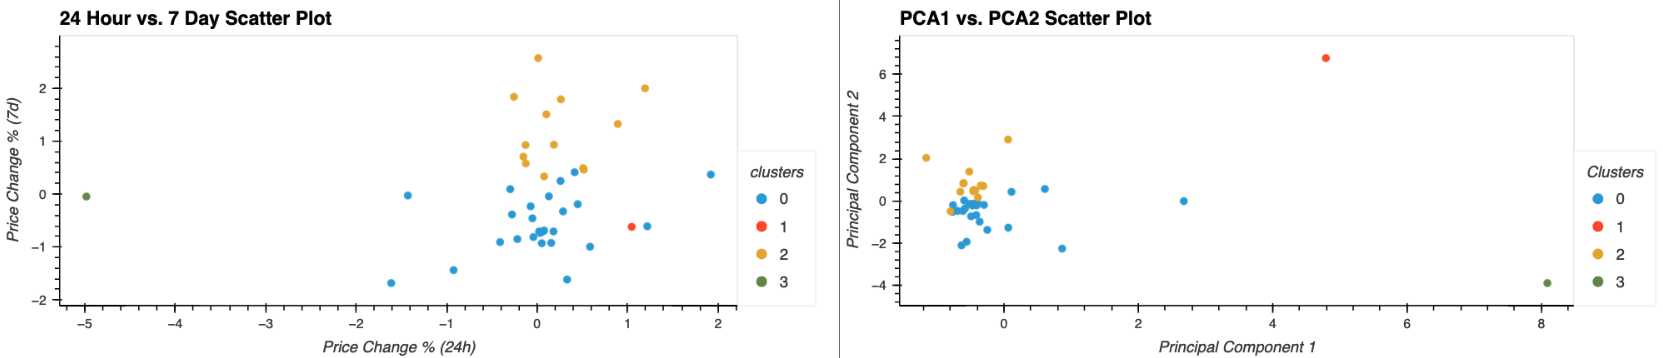 24 Hour vs. 7 Day Scatter Plot
Price Change % (7d)
2
1
0
−1
−2
−5 −4 −3 −2 −1 0 1 2
Price Change % (24h)
clusters
0
1
2
3
PCA1 vs. PCA2 Scatter Plot
Principal Component 2
6
4
2
0
−2
−4
0 2 4 6 8
Principal Component 1
Clusters
0
1
2
3